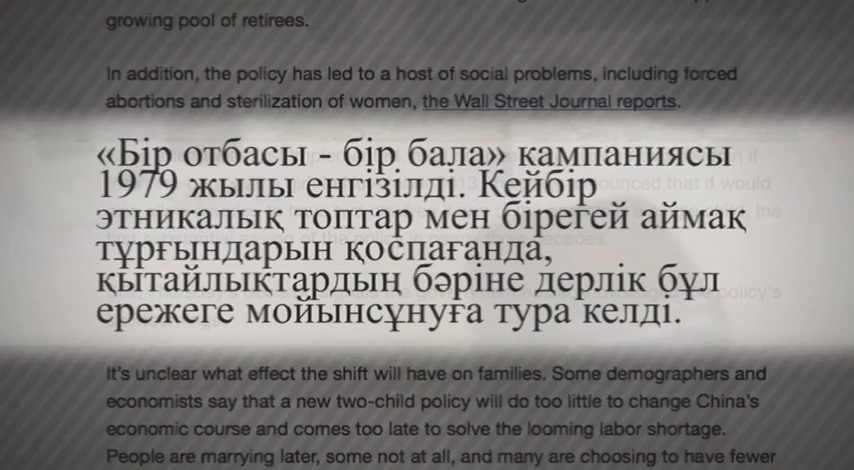 growing pool of retirees.
In addition, the policy has led to a host of social problems, including forced
abortions and sterilization of women, the Wall Street Journal reports.
«Бір отбасы - бір бала» кампаниясы
1979 жылы енгізілді. Кейбір
этникалық топтар мен бірегей аймақ
тұрғындарын қоспағанда,
қытайлықтардың бәріне дерлік бұл
ережеге мойынсұнуға тура келді.
It's unclear what effect the shift will have on families. Some demographers and
economists say that a new two-child policy will do too little to change China's
economic course and comes too late to solve the looming labor shortage.
People are marrying later, some not at all, and many are choosing to have fewer